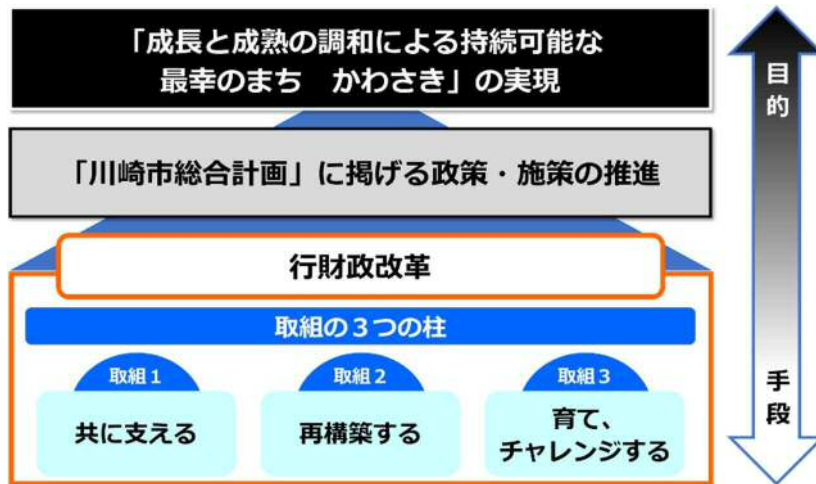 「成長と成熟の調和による持続可能な
最幸のまち　かわさき」の実現
「川崎市総合計画」に掲げる政策・施策の推進
行財政改革
取組の３つの柱
取組１
共に支える
取組２
再構築する
取組３
育て、
チャレンジする
目的
手段